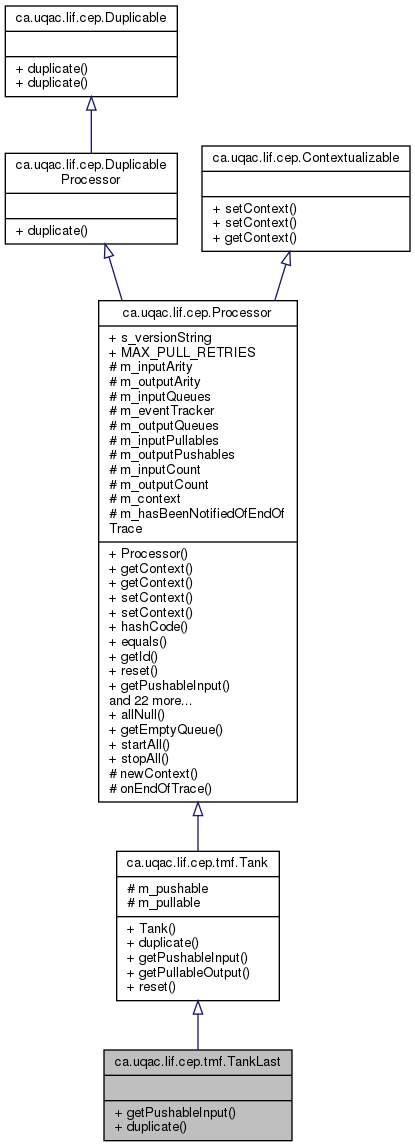 ca.uqac.lif.cep.Duplicable
+ duplicate()
+ duplicate()
ca.uqac.lif.cep.Duplicable
Processor
+ duplicate()
ca.uqac.lif.cep.Contextualizable
+ setContext()
+ setContext()
+ getContext()
ca.uqac.lif.cep.Processor
+ s_versionString
+ MAX_PULL_RETRIES
# m_inputArity
# m_outputArity
# m_inputQueues
# m_eventTracker
# m_outputQueues
# m_inputPullables
# m_outputPushables
# m_inputCount
# m_outputCount
# m_context
# m_hasBeenNotifiedOfEndOf
Trace
+ Processor()
+ getContext()
+ getContext()
+ setContext()
+ setContext()
+ hashCode()
+ equals()
+ getId()
+ reset()
+ getPushableInput()
and 22 more...
+ allNull()
+ getEmptyQueue()
+ startAll()
+ stopAll()
# newContext()
# onEndOfTrace()
ca.uqac.lif.cep.tmf.Tank
# m_pushable
# m_pullable
+ Tank()
+ duplicate()
+ getPushableInput()
+ getPullableOutput()
+ reset()
ca.uqac.lif.cep.tmf.TankLast
+ getPushableInput()
+ duplicate()